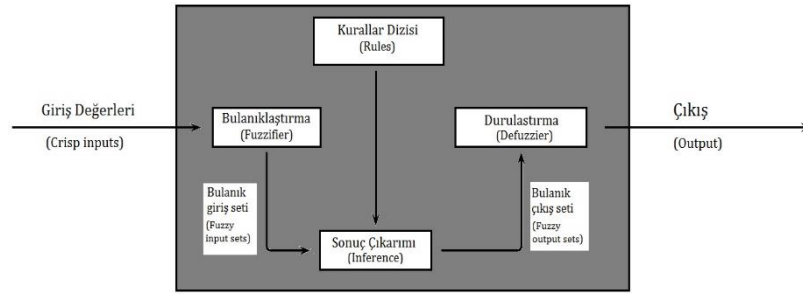 Kurallar Dizisi
(Rules)
Giriş Değerleri
(Crisp inputs)
Bulanıklaştırma
(Fuzzifier)
Durulastırma
(Defuzzier)
Çıkış
(Output)
Bulanık
giriş seti
(Fuzzy
input sets)
Bulanık
çıkış seti
(Fuzzy
output sets)
Sonuç Çıkarımı
(Inference)